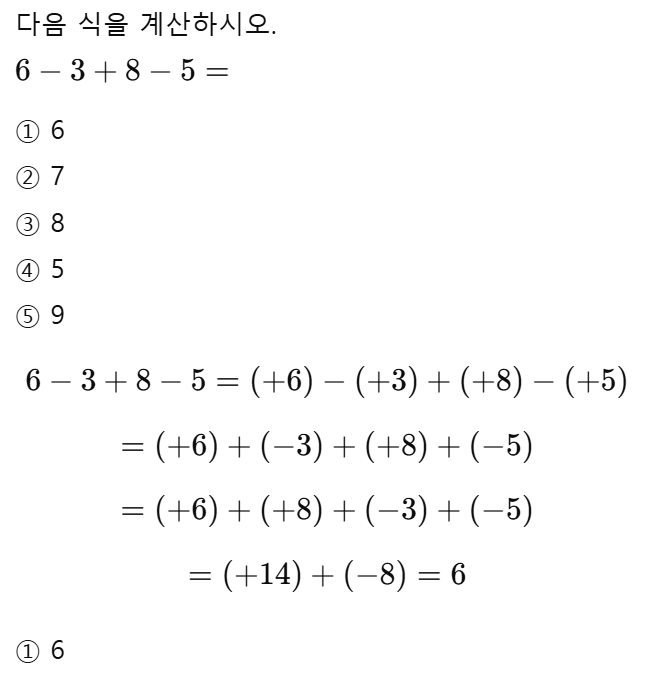 다음 식을 계산하시오.
6 − 3 + 8 − 5 =
① 6
② 7
③ 8
④ 5
⑤ 9
6 − 3 + 8 − 5 = (+6) − (+3) + (+8) − (+5)
= (+6) + (−3) + (+8) + (−5)
= (+6) + (+8) + (−3) + (−5)
= (+14) + (−8) = 6
① 6